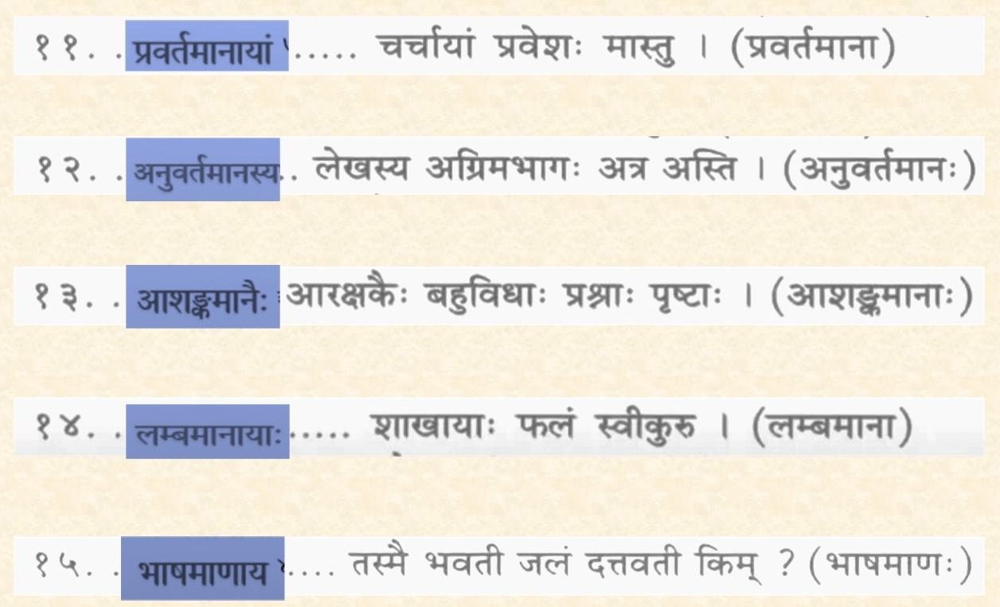 ११. . प्रवर्तमानायां ..... चर्चायां प्रवेशः मास्तु । (प्रवर्तमाना)
१२. . अनुवर्तमानस्य.. लेखस्य अग्रिमभागः अत्र अस्ति । (अनुवर्तमानः)
१३. . आशङ्कमानैः आरक्षकैः बहुविधाः प्रश्नाः पृष्टाः । (आशङ्कमानाः)
१४. . लम्बमानायाः ..... शाखायाः फलं स्वीकुरु । (लम्बमाना)
१५. . भाषमाणाय .... तस्मै भवती जलं दत्तवती किम् ? (भाषमाणः)